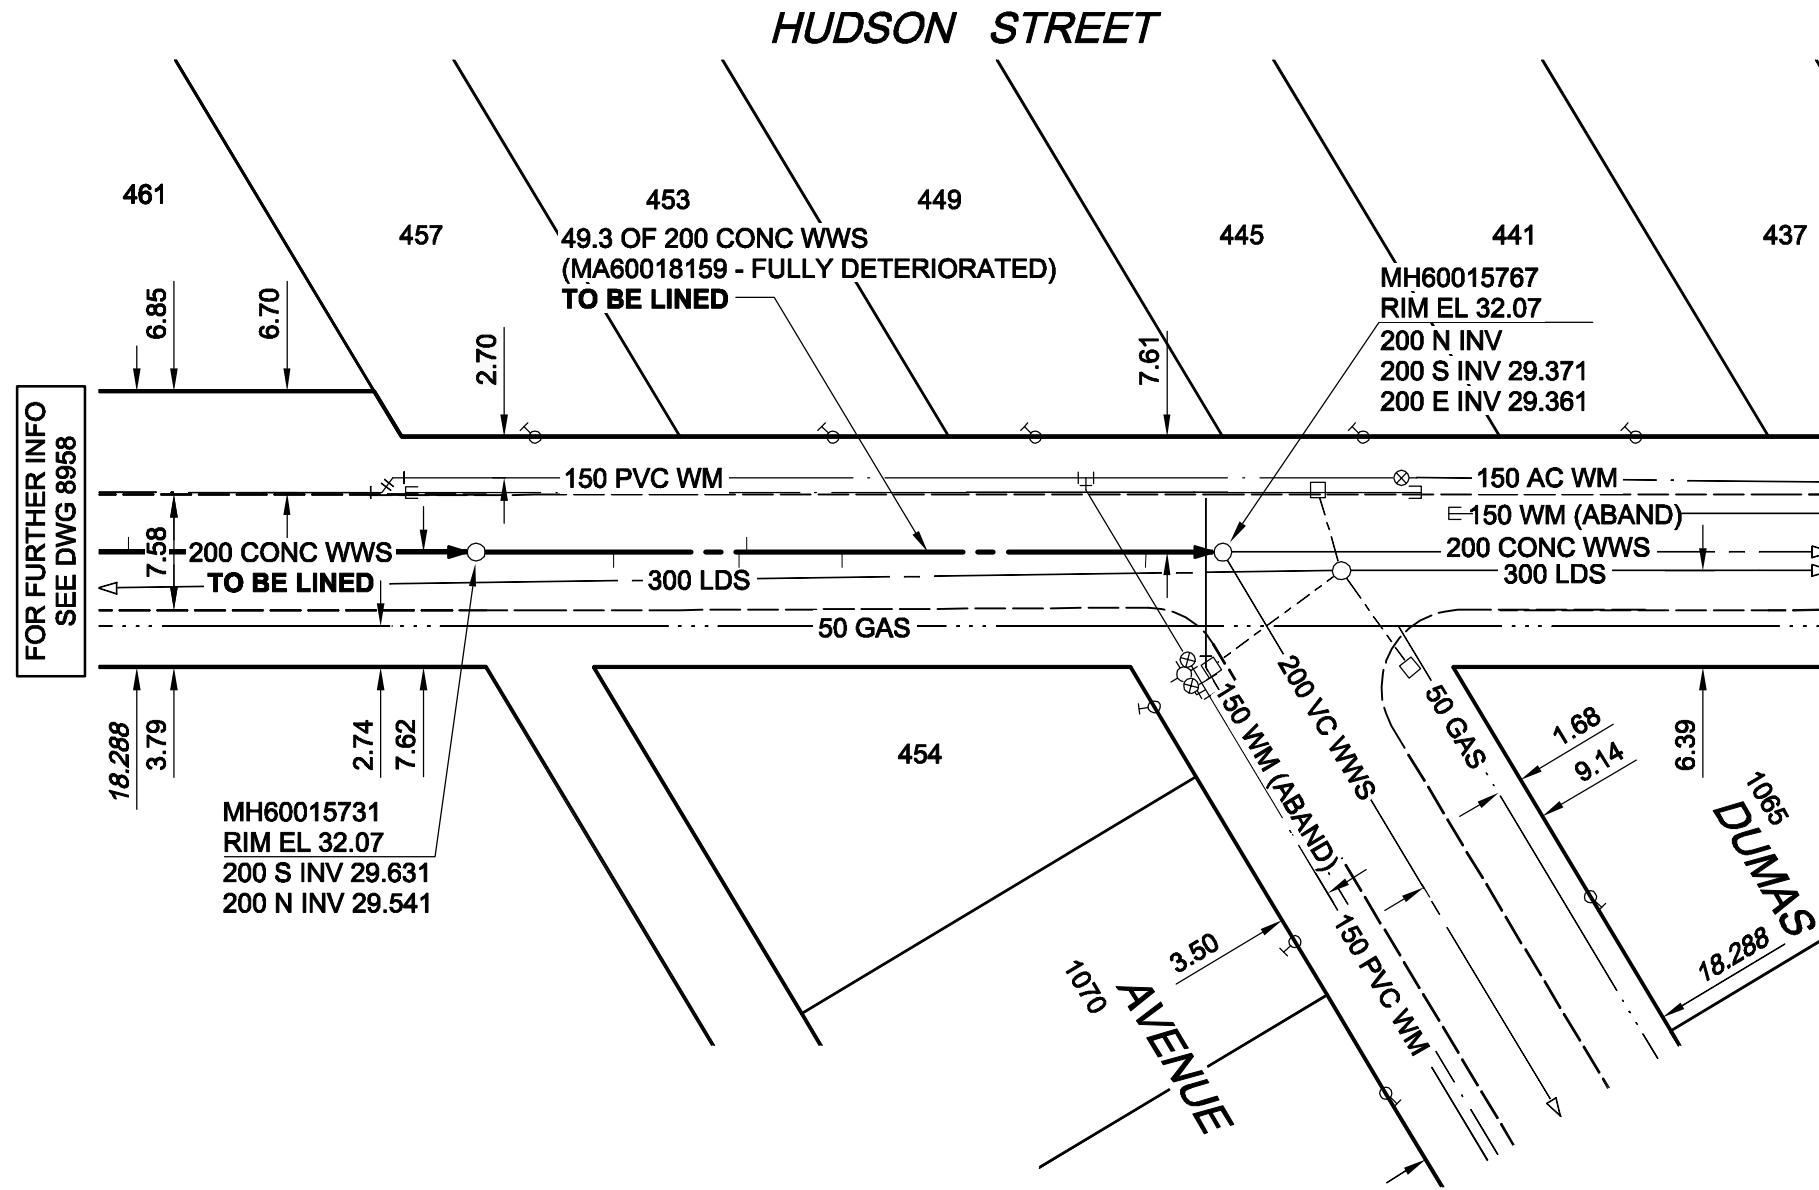 HUDSON STREET
461
457
453
449
445
441
437
49.3 OF 200 CONC WWS
(MA60018159 - FULLY DETERIORATED)
TO BE LINED
MH60015767
RIM EL 32.07
200 N INV
200 S INV 29.371
200 E INV 29.361
6.85
6.70
2.70
7.61
FOR FURTHER INFO
SEE DWG 8958
150 PVC WM
150 AC WM
150 WM (ABAND)
7.58
200 CONC WWS
TO BE LINED
200 CONC WWS
300 LDS
300 LDS
50 GAS
18.288
3.79
2.74
7.62
454
MH60015731
RIM EL 32.07
200 S INV 29.631
200 N INV 29.541
150 WM (ABAND)
200 VC WWS
50 GAS
1.68
9.14
6.39
1065
DUMAS
18.288
3.50
150 PVC WM
1070
AVENUE